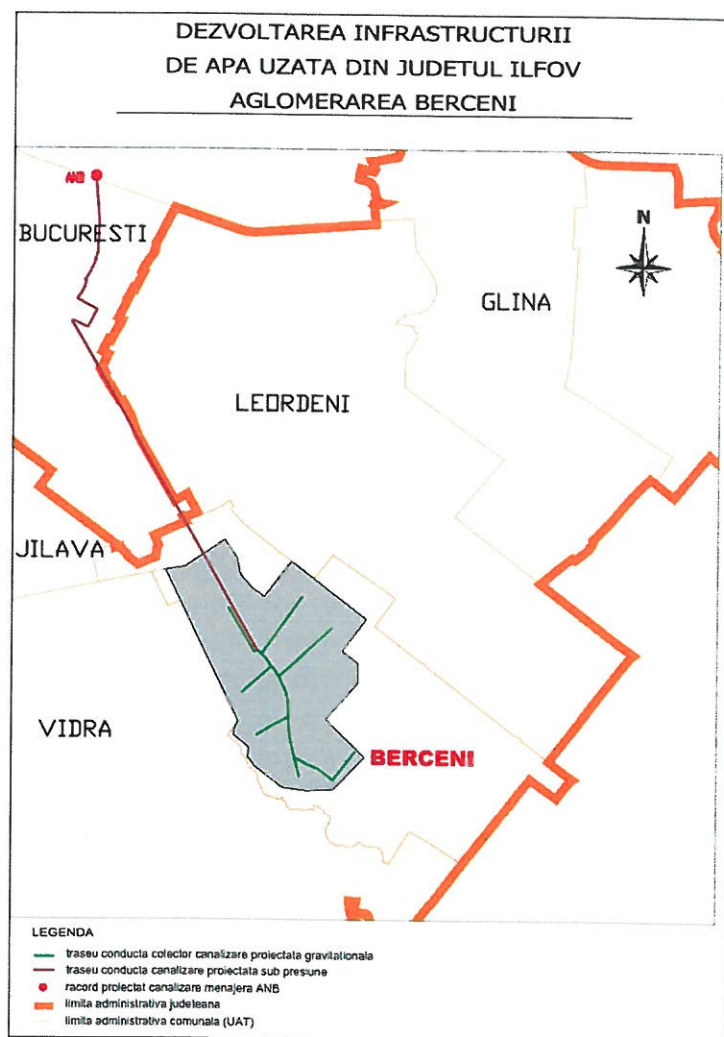 DEZVOLTAREA INFRASTRUCTURII
DE APA UZATA DIN JUDETUL ILFOV
AGLOMERAREA BERCENI
ANB
BUCURESTI
N
GLINA
LEORDENI
JILAVA
VIDRA
BERCENI
LEGENDA
traseu conducta colector canalizare proiectata gravitationala
traseu conducta canalizare proiectata sub presiune
racord proiectat canalizare menajera ANB
limita administrativa judeteana
limita administrativa comunala (UAT)